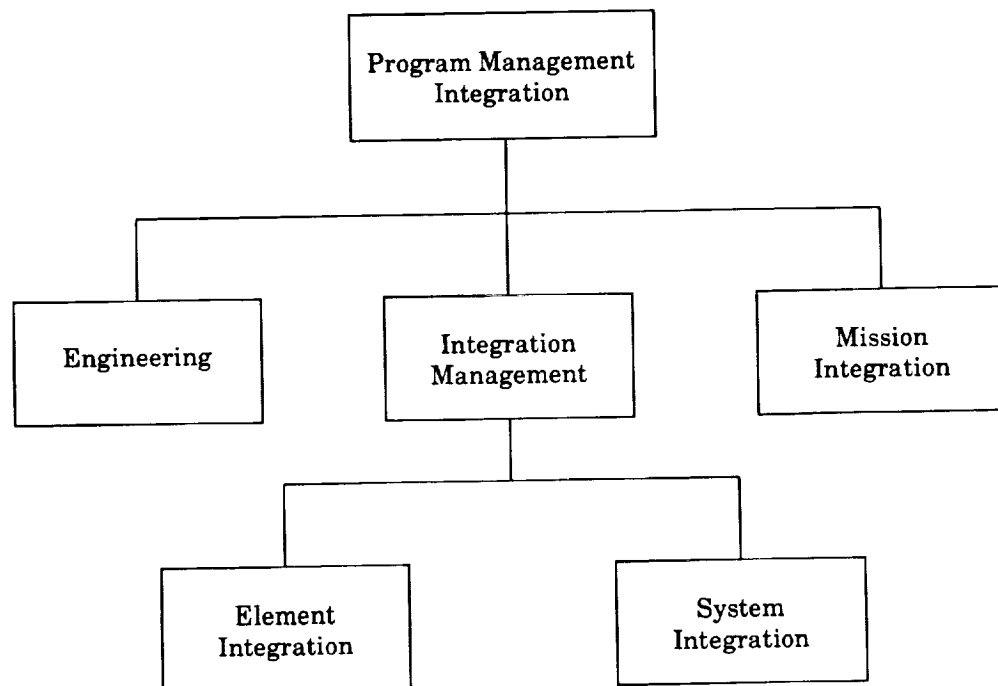 Program Management
Integration
Engineering
Integration
Management
Mission
Integration
Element
Integration
System
Integration